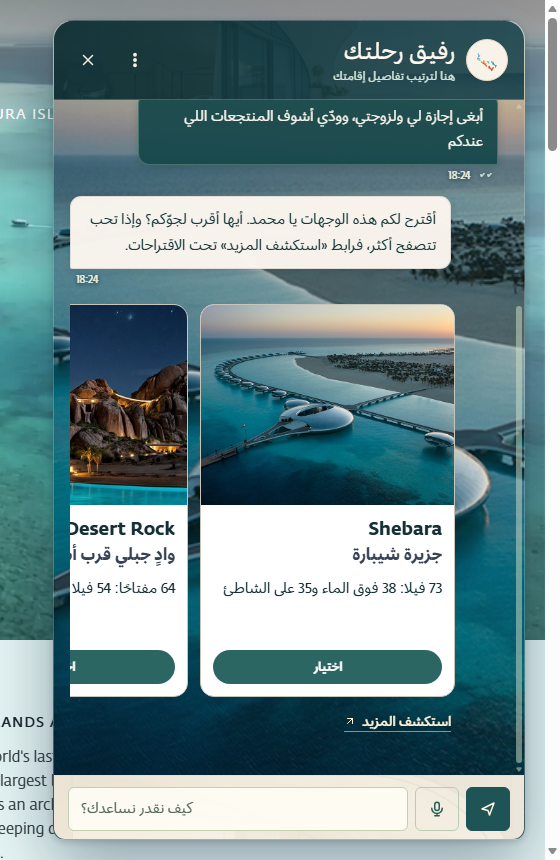 رفيق رحلتك
هنا لترتيب تفاصيل إقامتك
URA ISL
أبغى إجازة لي ولزوجتي، وودّي أشوف المنتجعات اللي
عندكم
18:24
أقترح لكم هذه الوجهات يا محمد. أيها أقرب لجوّكم؟ وإذا تحب
تتصفح أكثر، فرابط «استكشف المزيد» تحت الاقتراحات.
18:24
Shebara
جزيرة شيبارة
73 فيلا: 38 فوق الماء و35 على الشاطئ
اختيار
Desert Rock
وادٍ جبلي قرب
64 مفتاحًا: 54 فيلا
استكشف المزيد
ANDS
orld's las
largest
s an arc
eeping
كيف نقدر نساعدك؟